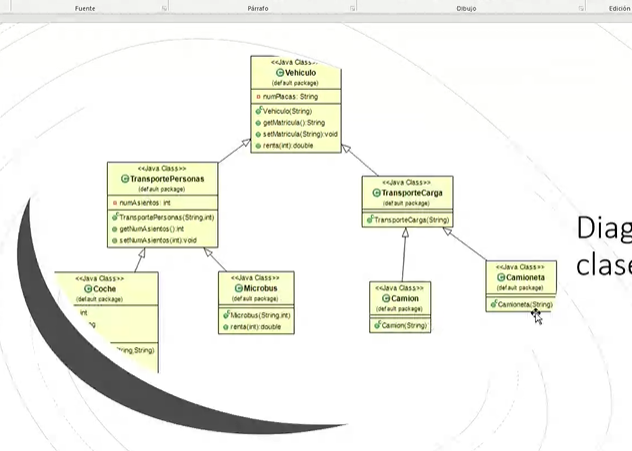 Fuente
Párrafo
Dibujo
Edición
<<Java Class>>
Vehiculo
(default package)
numPlacas: String
Vehiculo(String)
getMatricula():String
setMatricula(String):void
renta(int):double
<<Java Class>>
TransportePersonas
(default package)
numAsientos: int
TransportePersonas(String,int)
getNumAsientos():int
setNumAsientos(int):void
<<Java Class>>
TransporteCarga
(default package)
TransporteCarga(String)
Diag
clase
<<Java Class>>
Coche
(default package)
int
ng
ring,String)
<<Java Class>>
Microbus
(default package)
Microbus(String,int)
renta(int):double
<<Java Class>>
Camion
(default package)
Camion(String)
<<Java Class>>
Camioneta
(default package)
Camioneta(String)